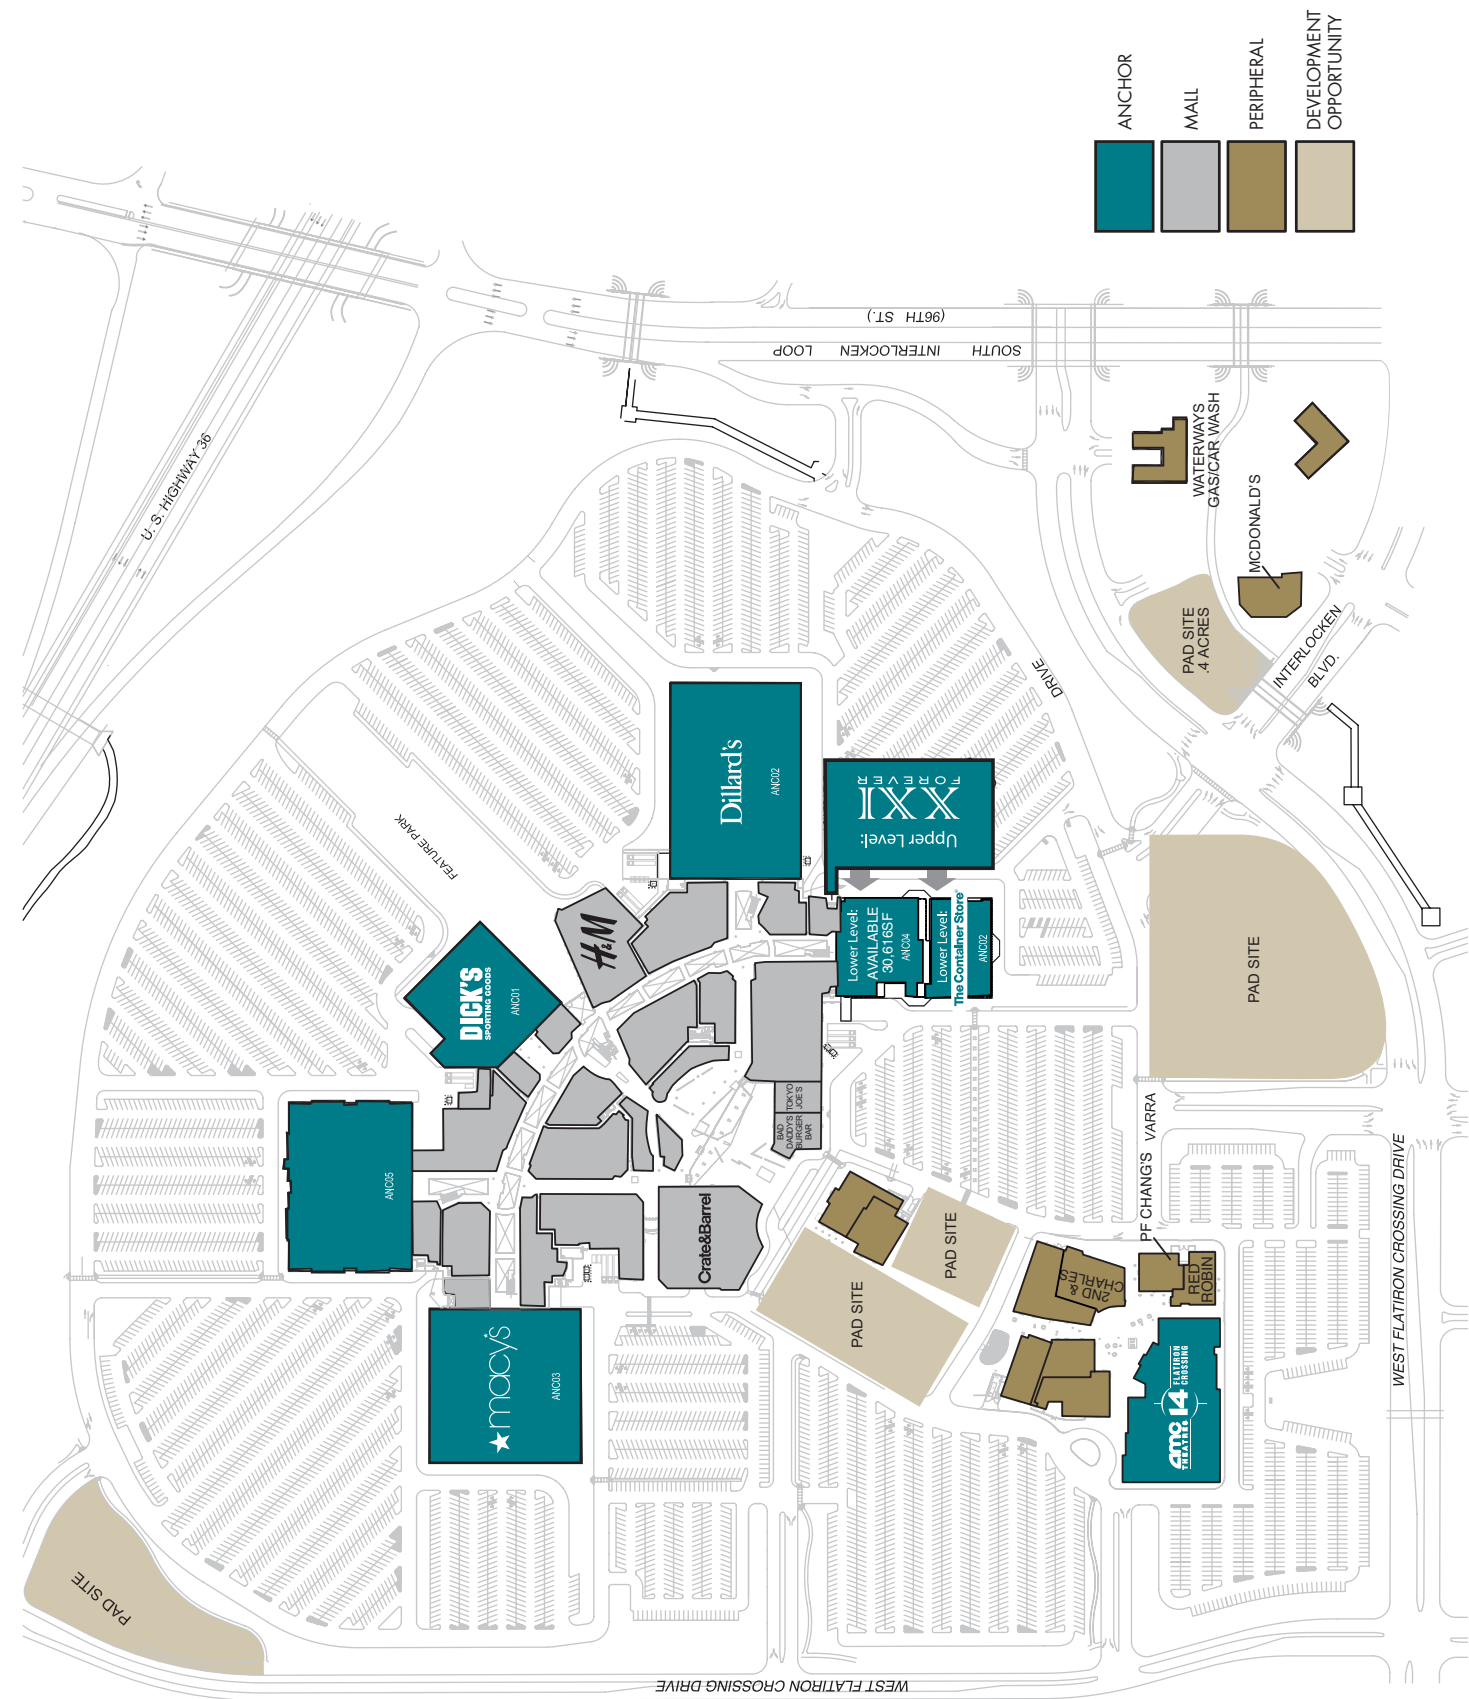 ANCHOR
MALL
PERIPHERAL
DEVELOPMENT
OPPORTUNITY
(96TH ST.)
SOUTH INTERLOCKEN LOOP
U. S. HIGHWAY 36
WATERWAYS
GAS/CAR WASH
MCDONALD'S
PAD SITE
.4 ACRES
INTERLOCKEN
BLVD.
DRIVE
FEATURE PARK
Dillard's
ANC02
Upper Level:
XXI
FOREVER
H&M
DICK'S
SPORTING GOODS
ANC01
Lower Level:
AVAILABLE
30,616SF
ANC04
Lower Level:
The Container Store®
ANC02
PAD SITE
ANC05
TOKYO
JOE'S
BAD
DADDY'S
BURGER
BAR
Crate&Barrel
PAD SITE
PAD SITE
PF CHANG'S
VARRA
2ND &
CHARLES
RED
ROBIN
macy's
ANC03
amc
THEATRES
14
FLATIRON
CROSSING
WEST FLATIRON CROSSING DRIVE
PAD SITE
WEST FLATIRON CROSSING DRIVE